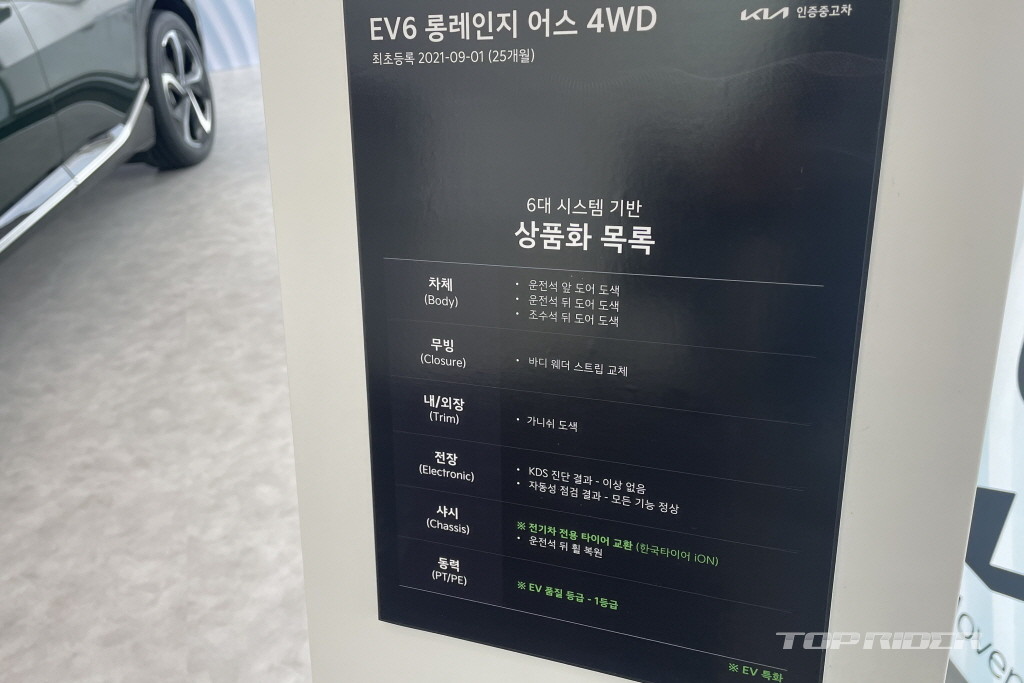 EV6 롱레인지 어스 4WD
KIA 인증중고차
최초등록 2021-09-01 (25개월)
6대 시스템 기반
상품화 목록
차체
(Body)
• 운전석 앞 도어 도색
• 운전석 뒤 도어 도색
• 조수석 뒤 도어 도색
무빙
(Closure)
• 바디 웨더 스트립 교체
내/외장
(Trim)
• 가니쉬 도색
전장
(Electronic)
• KDS 진단 결과 - 이상 없음
• 자동성 점검 결과 - 모든 기능 정상
샤시
(Chassis)
※ 전기차 전용 타이어 교환 (한국타이어 iON)
• 운전석 뒤 휠 복원
동력
(PT/PE)
※ EV 품질 등급 - 1등급
※ EV 특화
TOPRIDER